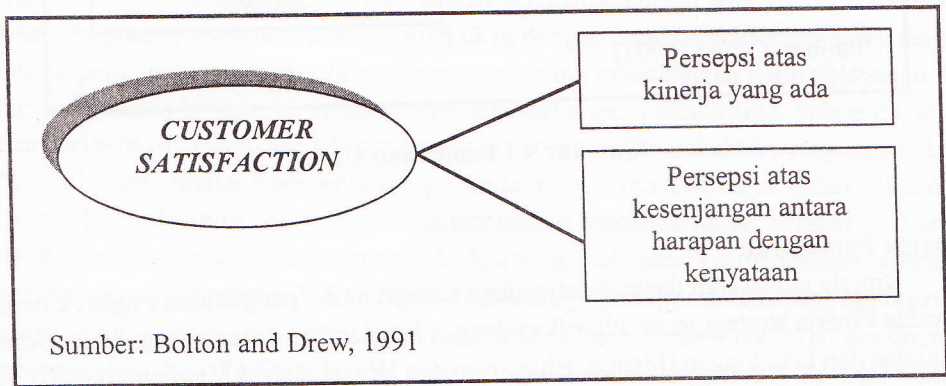 CUSTOMER
SATISFACTION
Persepsi atas
kinerja yang ada
Persepsi atas
kesenjangan antara
harapan dengan
kenyataan
Sumber: Bolton and Drew, 1991